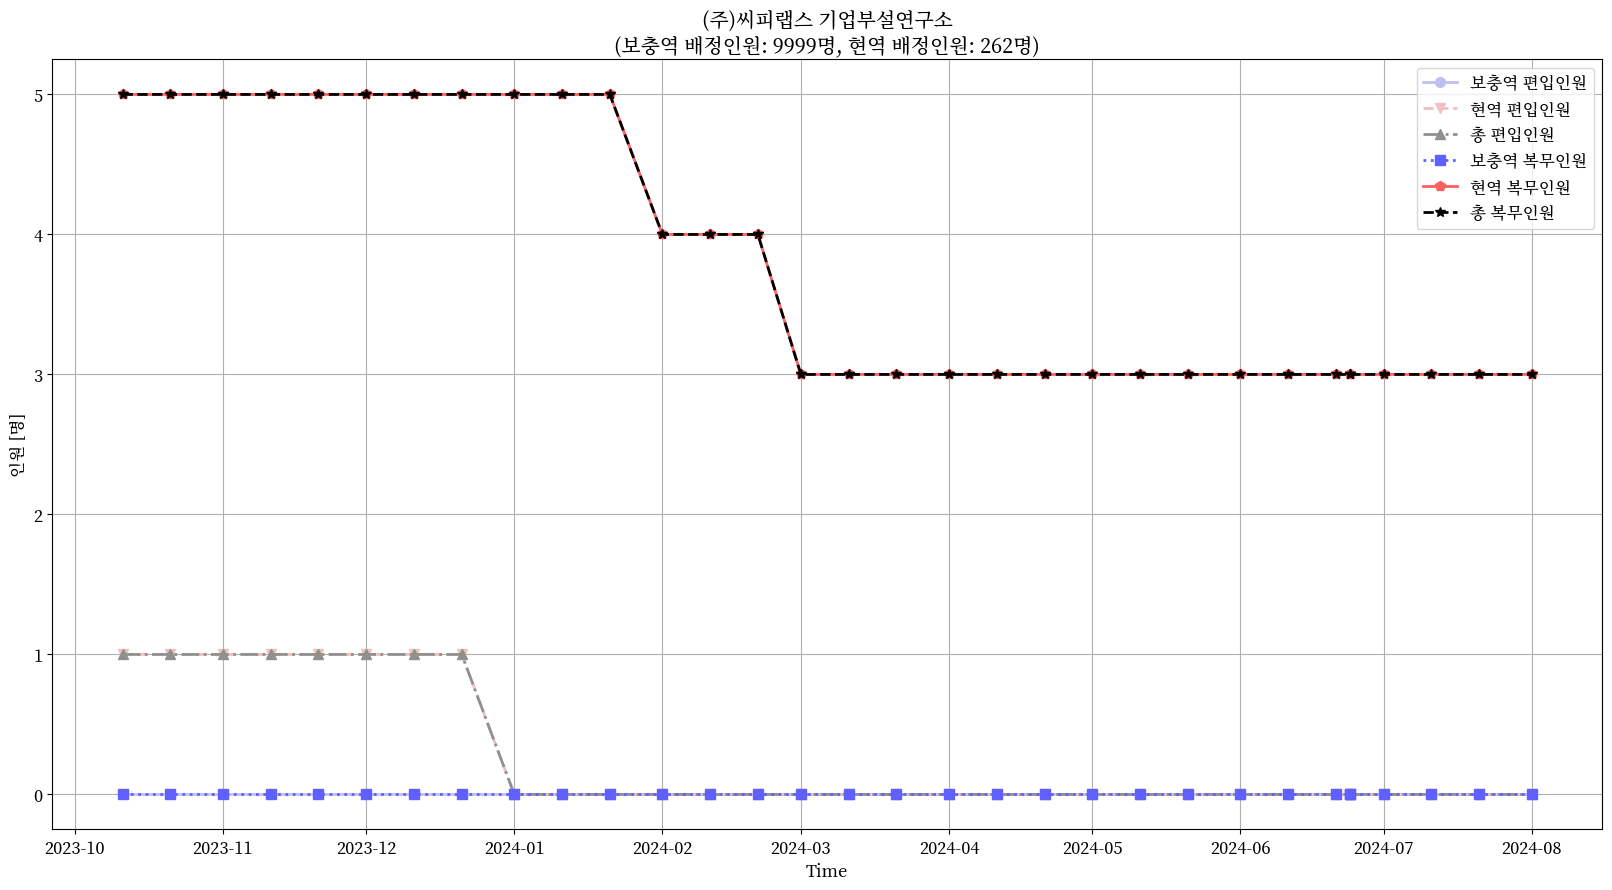 (주)씨피랩스 기업부설연구소
(보충역 배정인원: 9999명, 현역 배정인원: 262명)
보충역 편입인원
현역 편입인원
총 편입인원
보충역 복무인원
현역 복무인원
총 복무인원
인원 [명]
5
4
3
2
1
0
2023-10
2023-11
2023-12
2024-01
2024-02
2024-03
2024-04
2024-05
2024-06
2024-07
2024-08
Time